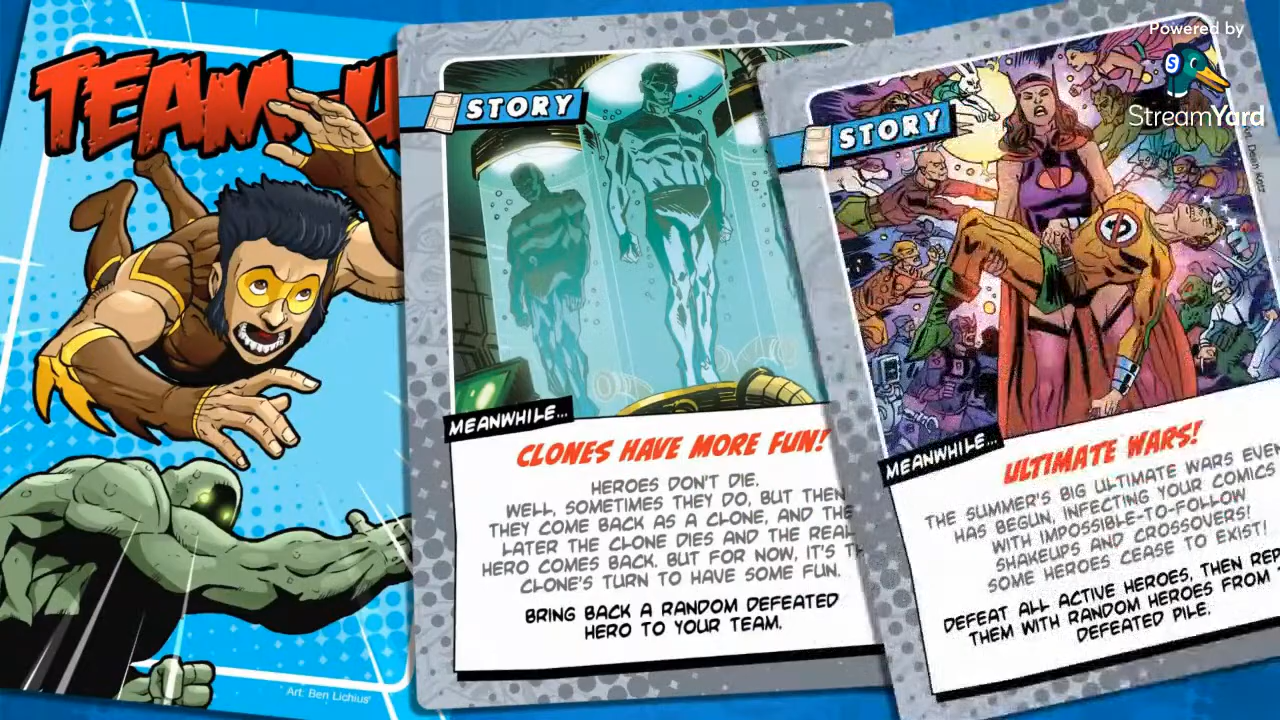 Powered by
StreamYard
TEAM-U
STORY
STORY
MEANWHILE...
CLONES HAVE MORE FUN!
HEROES DON'T DIE.
WELL, SOMETIMES THEY DO, BUT THEN
THEY COME BACK AS A CLONE, AND THE
LATER THE CLONE DIES AND THE REAL
HERO COMES BACK. BUT FOR NOW, IT'S TH
CLONE'S TURN TO HAVE SOME FUN.
BRING BACK A RANDOM DEFEATED
HERO TO YOUR TEAM.
MEANWHILE...
ULTIMATE WARS!
THE SUMMER'S BIG ULTIMATE WARS EVEN
HAS BEGUN, INFECTING YOUR COMICS
WITH IMPOSSIBLE-TO-FOLLOW
SHAKEUPS AND CROSSOVERS!
SOME HEROES CEASE TO EXIST!
DEFEAT ALL ACTIVE HEROES, THEN REP
THEM WITH RANDOM HEROES FROM
DEFEATED PILE.
Art: Ben Lichius